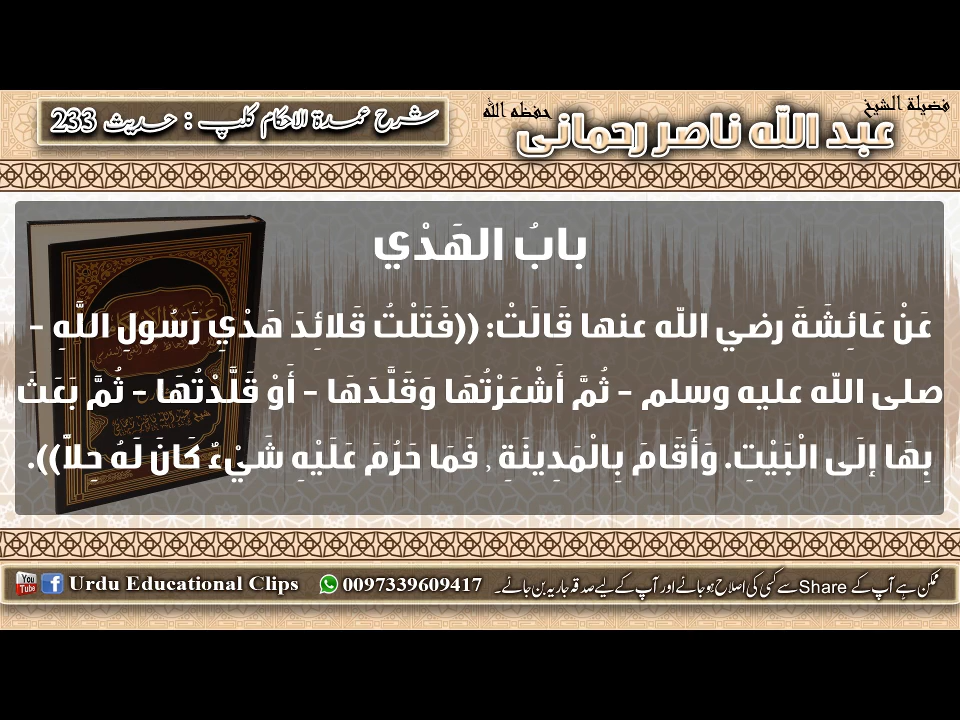 فضيلة الشيخ
عبد اللہ ناصر رحمانی
حفظه الله
شرح عمدۃ الاحکام کلپ : حدیث 233
بابُ الهَدْي
عَنْ عَائِشَةَ رضي الله عنها قَالَتْ: ((فَتَلْتُ قَلائِدَ هَدْيِ رَسُولِ اللَّهِ -
صلى الله عليه وسلم - ثُمَّ أَشْعَرْتُهَا وَقَلَّدَهَا - أَوْ قَلَّدْتُهَا - ثُمَّ بَعَثَ
بِهَا إلَى الْبَيْتِ. وَأَقَامَ بِالْمَدِينَةِ , فَمَا حَرُمَ عَلَيْهِ شَيْءٌ كَانَ لَهُ حِلاًّ)).
You Tube f Urdu Educational Clips 0097339609417 ممکن ہے آپ کے Share سے کسی کی اصلاح ہو جائے اور آپ کے لیے صدقہ جاریہ بن جائے۔